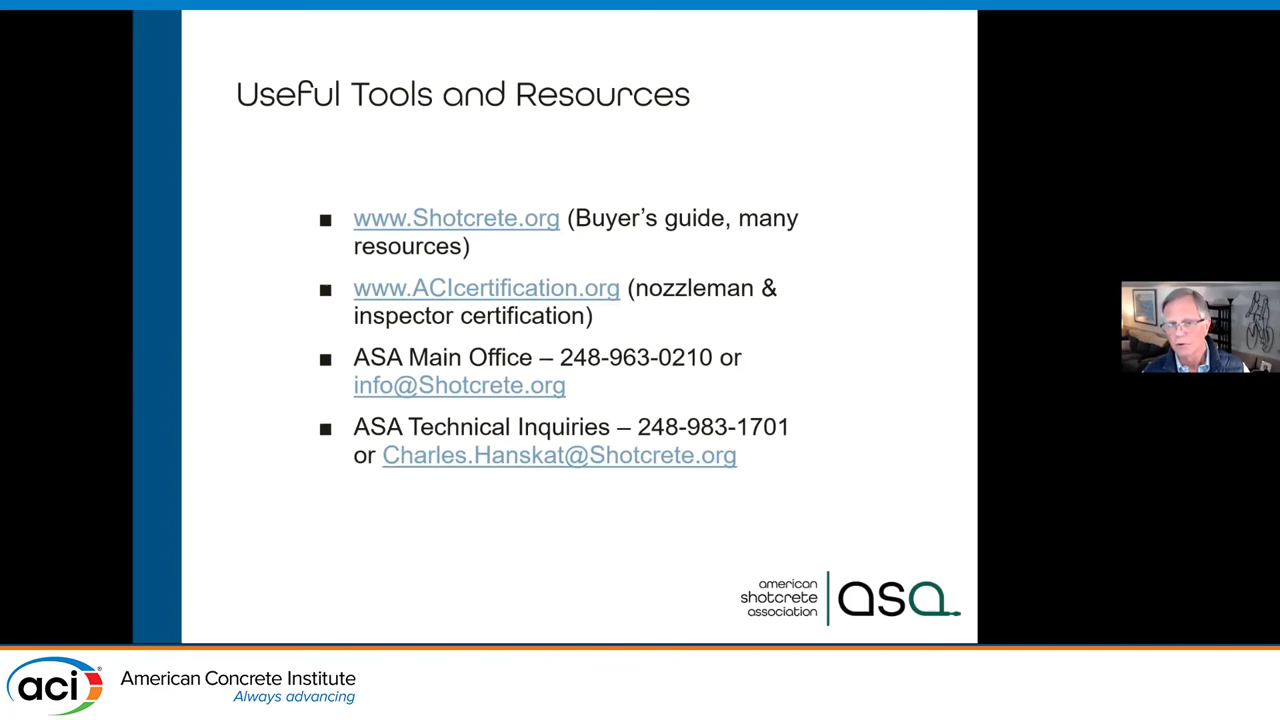 Useful Tools and Resources
■ www.Shotcrete.org (Buyer's guide, many
resources)
■ www.ACIcertification.org (nozzleman &
inspector certification)
■ ASA Main Office – 248-963-0210 or
info@Shotcrete.org
■ ASA Technical Inquiries – 248-983-1701
or Charles.Hanskat@Shotcrete.org
american
shotcrete
association
asa
aci®
American Concrete Institute
Always advancing